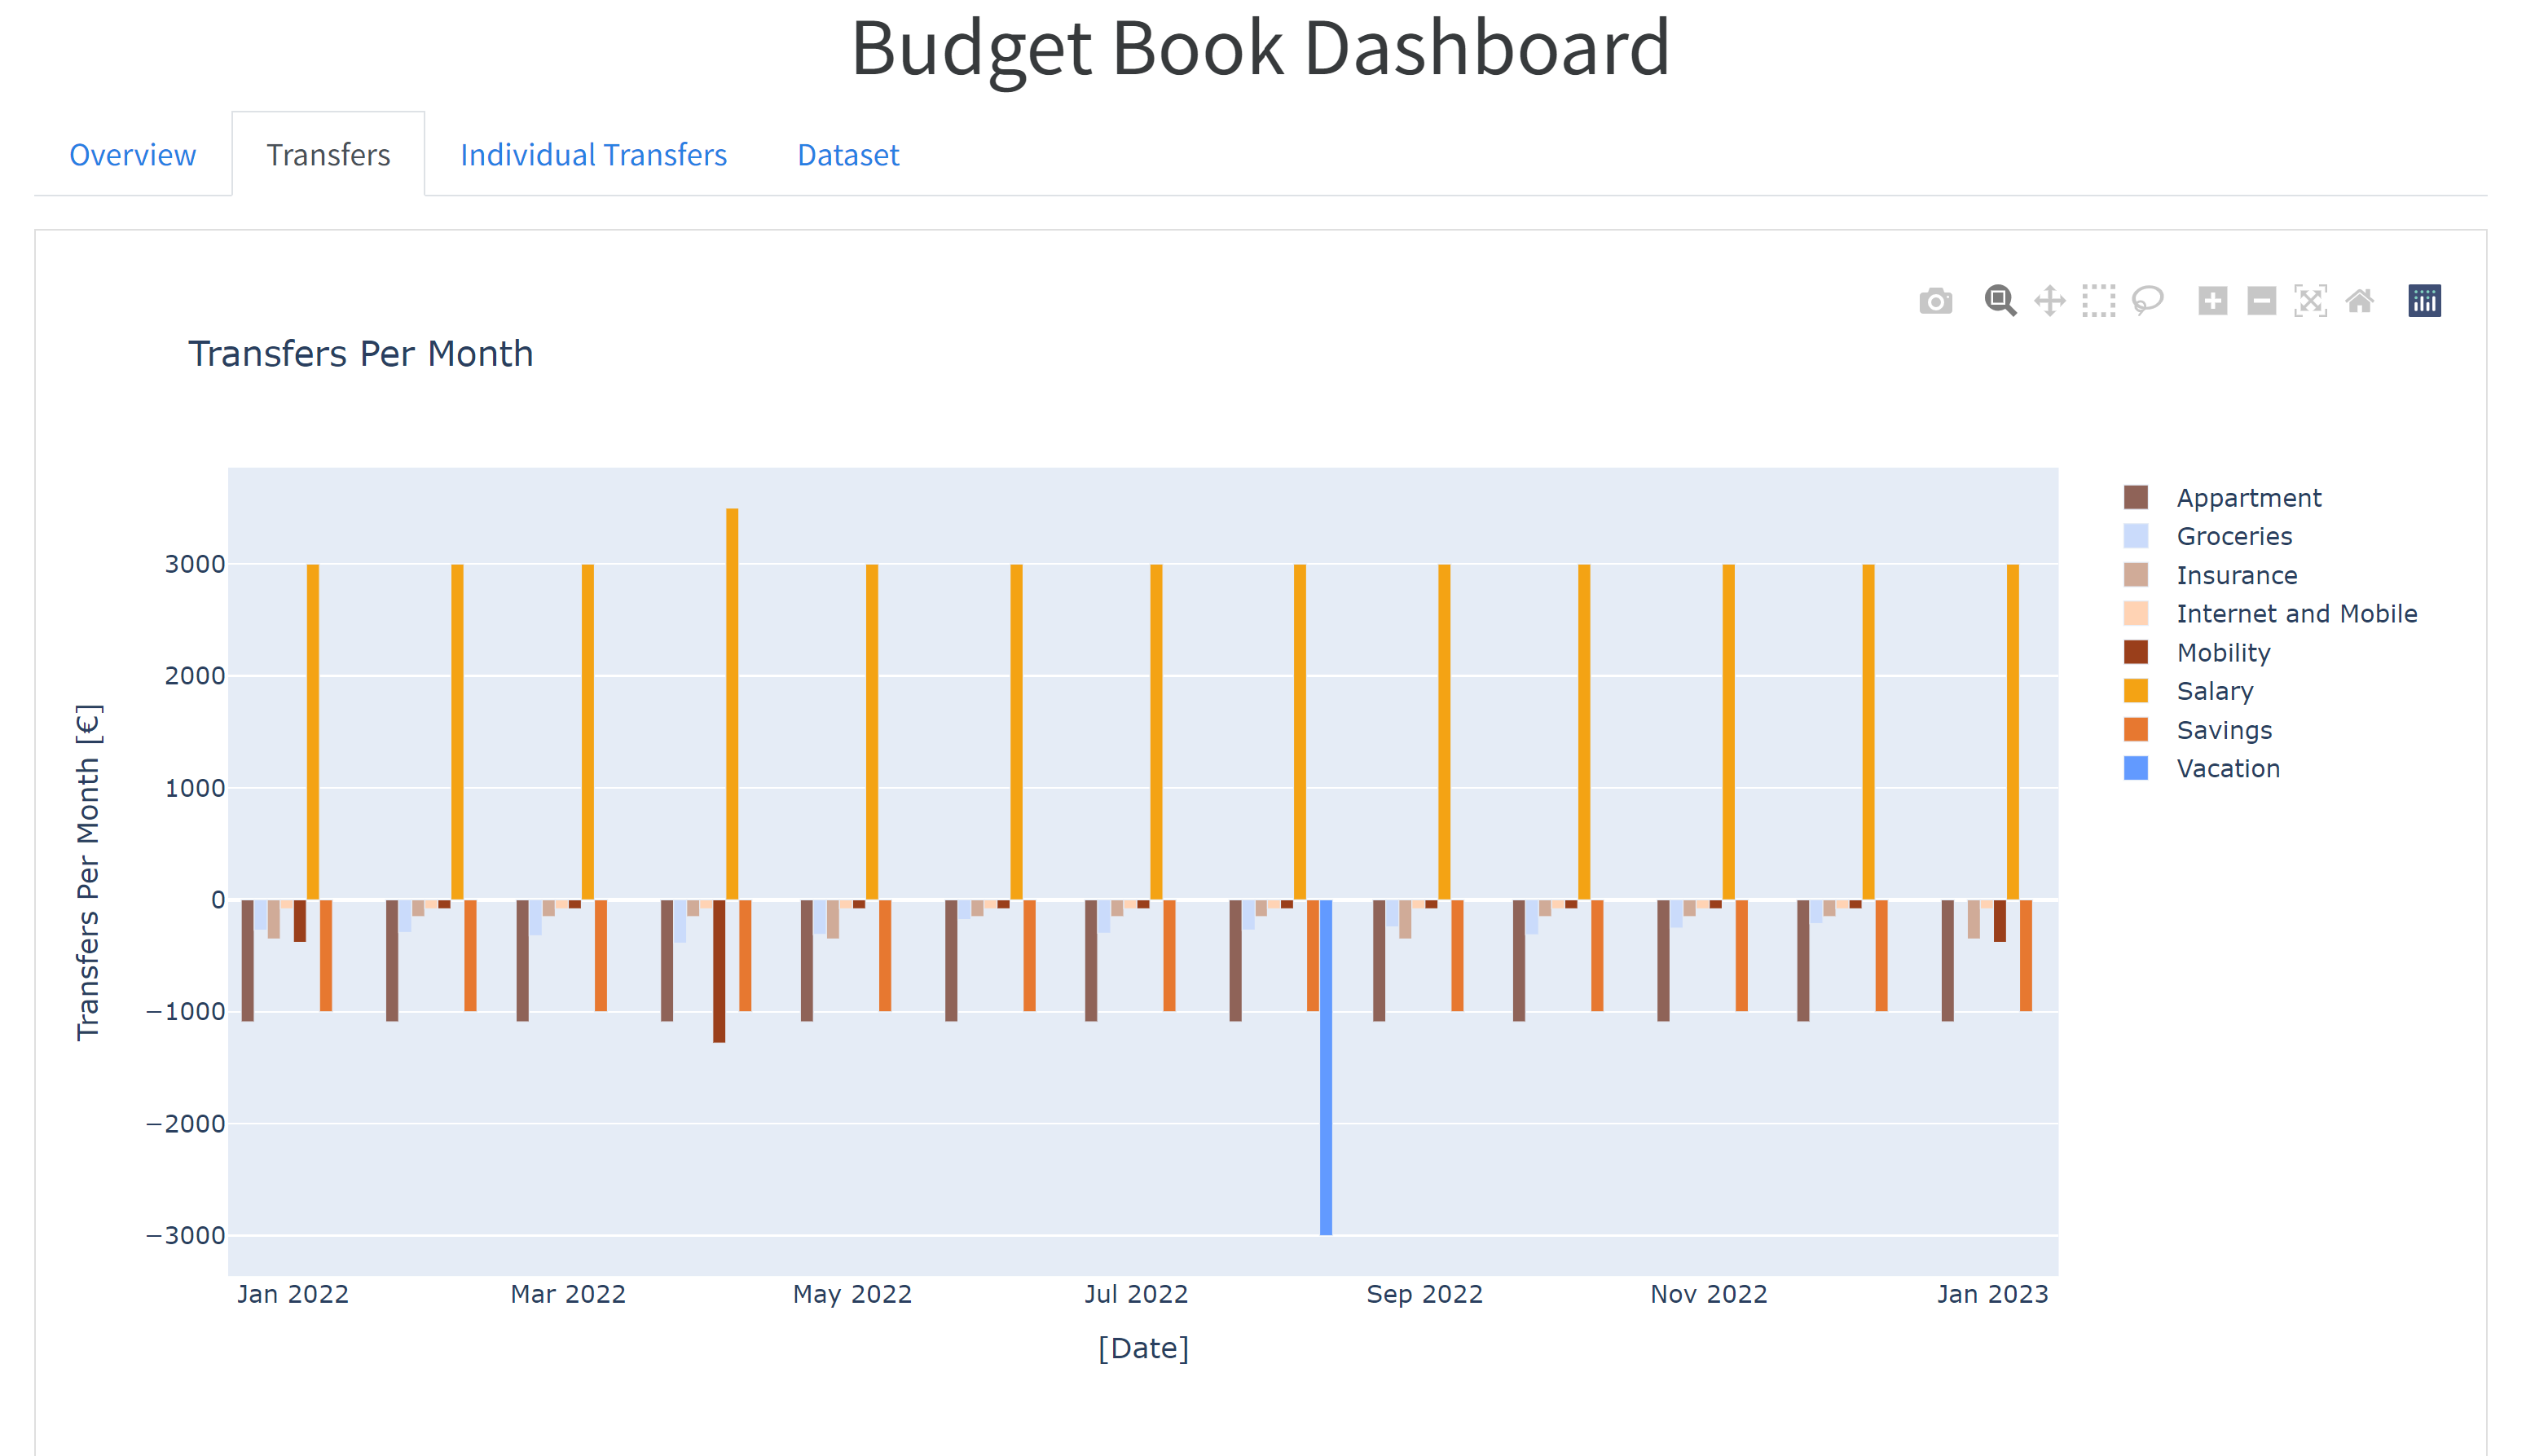 Budget Book Dashboard
Overview
Transfers
Individual Transfers
Dataset
Transfers Per Month
Transfers Per Month [€]
3000
2000
1000
0
−1000
−2000
−3000
Jan 2022
Mar 2022
May 2022
Jul 2022
Sep 2022
Nov 2022
Jan 2023
[Date]
Appartment
Groceries
Insurance
Internet and Mobile
Mobility
Salary
Savings
Vacation